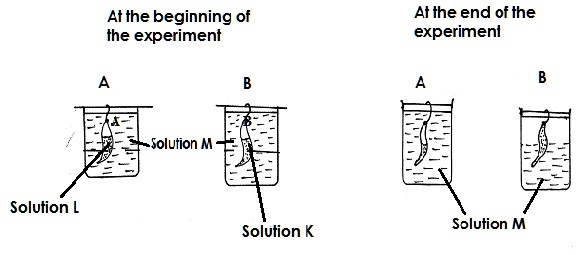 At the beginning of
the experiment
At the end of the
experiment
A
B
A
B
A
B
Solution M
Solution L
Solution K
Solution M